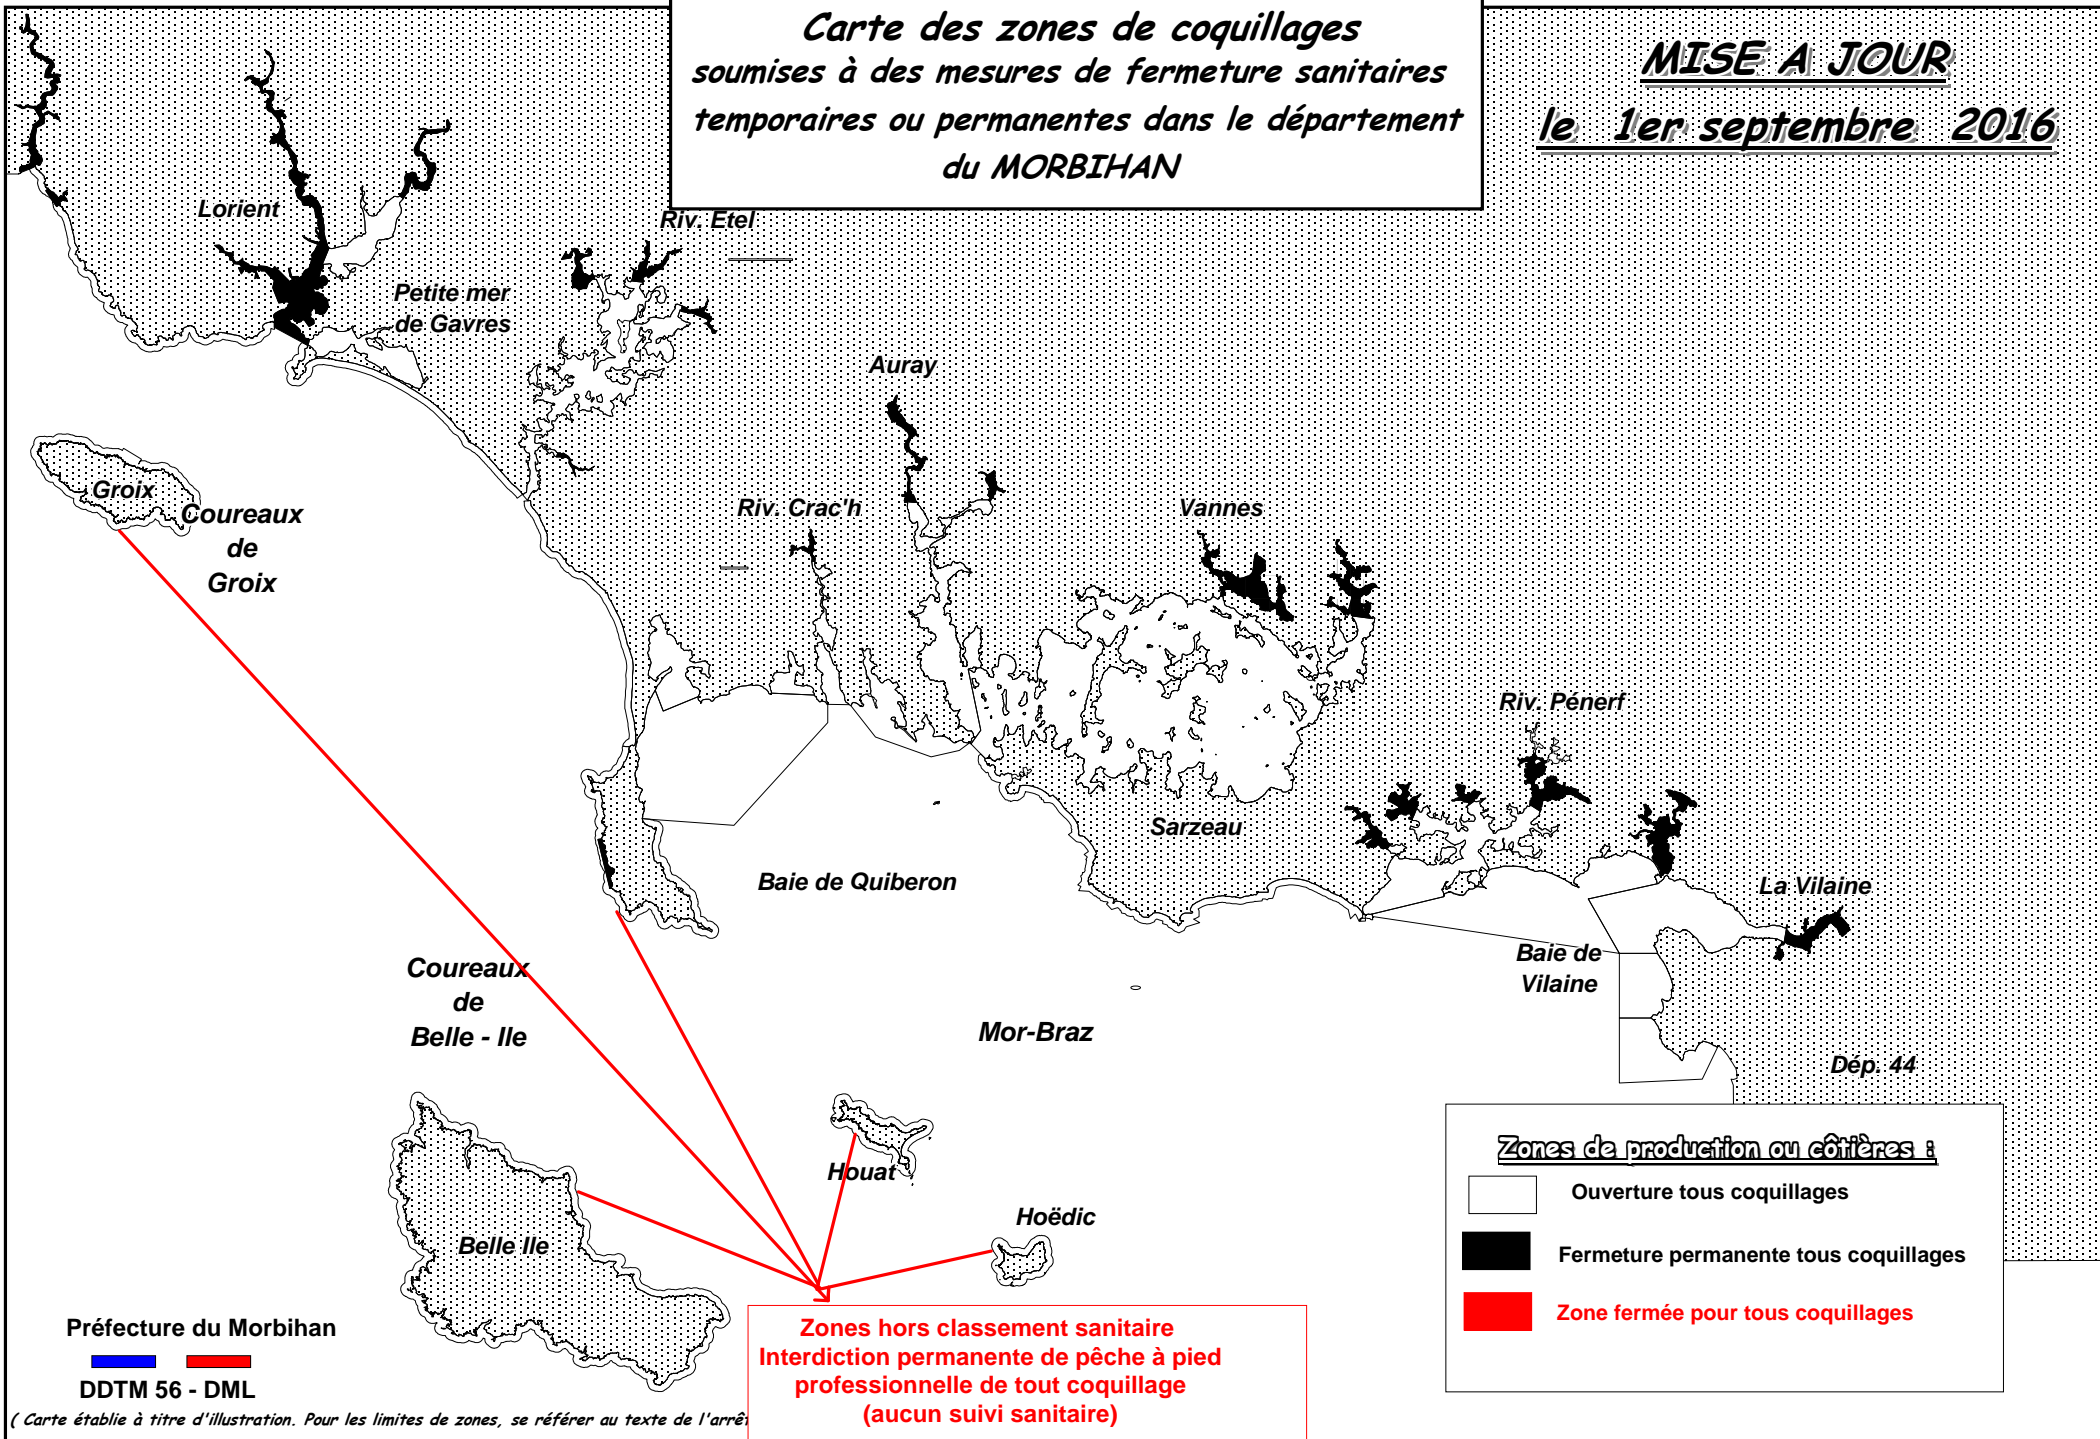 Carte des zones de coquillages
soumises à des mesures de fermeture sanitaires
temporaires ou permanentes dans le département
du MORBIHAN
MISE A JOUR
le 1er septembre 2016
Lorient
Riv. Etel
Petite mer
de Gavres
Auray
Groix
Coureaux
de
Groix
Riv. Crac'h
Vannes
Riv. Pénerf
Sarzeau
Baie de Quiberon
La Vilaine
Baie de
Vilaine
Coureaux
de
Belle - Ile
Mor-Braz
Dép. 44
Houat
Hoëdic
Belle Ile
Zones de production ou côtières :
Ouverture tous coquillages
Fermeture permanente tous coquillages
Zone fermée pour tous coquillages
Zones hors classement sanitaire
Interdiction permanente de pêche à pied
professionnelle de tout coquillage
(aucun suivi sanitaire)
Préfecture du Morbihan
DDTM 56 - DML
( Carte établie à titre d'illustration. Pour les limites de zones, se référer au texte de l'arrêt